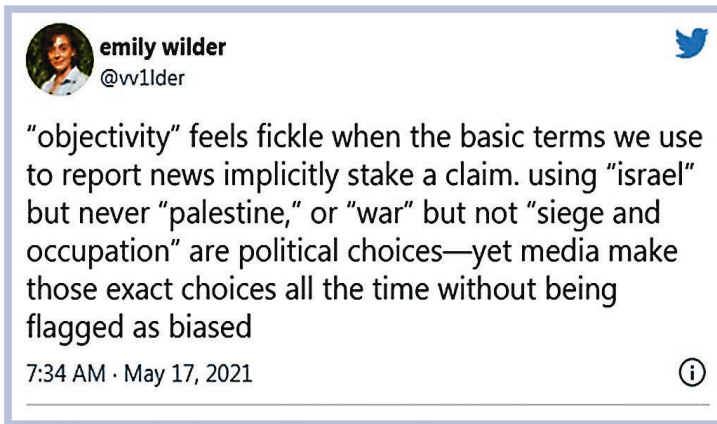 emily wilder
@vv1lder
“objectivity” feels fickle when the basic terms we use
to report news implicitly stake a claim. using “israel”
but never “palestine,” or “war” but not “siege and
occupation” are political choices—yet media make
those exact choices all the time without being
flagged as biased
7:34 AM · May 17, 2021